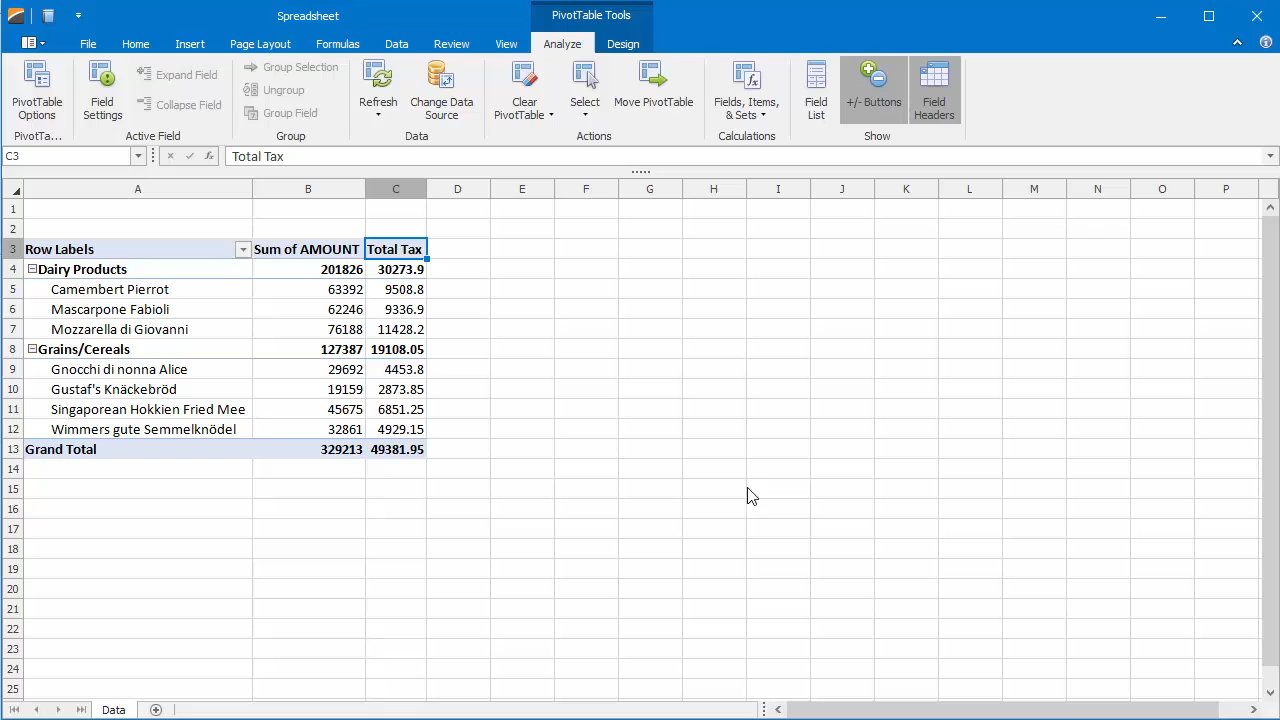 Spreadsheet
PivotTable Tools
File Home Insert Page Layout Formulas Data Review View Analyze Design
PivotTable Options
Field Settings
Expand Field
Collapse Field
Group Selection
Ungroup
Group Field
Refresh
Change Data Source
Clear PivotTable
Select
Move PivotTable
Fields, Items, & Sets
Field List
+/- Buttons
Field Headers
PivotTa... Active Field Group Data Actions Calculations Show
C3 fx Total Tax
A B C D E F G H I J K L M N O P
1
2
3 Row Labels Sum of AMOUNT Total Tax
4 Dairy Products 201826 30273.9
5 Camembert Pierrot 63392 9508.8
6 Mascarpone Fabioli 62246 9336.9
7 Mozzarella di Giovanni 76188 11428.2
8 Grains/Cereals 127387 19108.05
9 Gnocchi di nonna Alice 29692 4453.8
10 Gustaf's Knäckebröd 19159 2873.85
11 Singaporean Hokkien Fried Mee 45675 6851.25
12 Wimmers gute Semmelknödel 32861 4929.15
13 Grand Total 329213 49381.95
14
15
16
17
18
19
20
21
22
23
24
25
Data